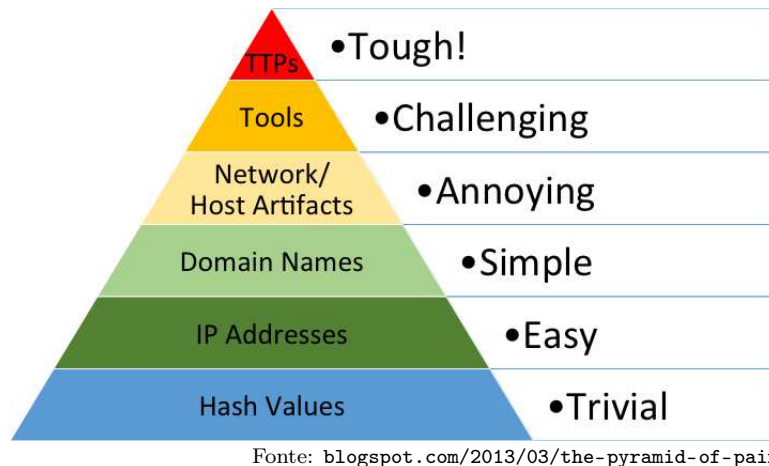 TTPs
•Tough!
Tools
•Challenging
Network/
Host Artifacts
•Annoying
Domain Names
•Simple
IP Addresses
•Easy
Hash Values
•Trivial
Fonte: blogspot.com/2013/03/the-pyramid-of-pai